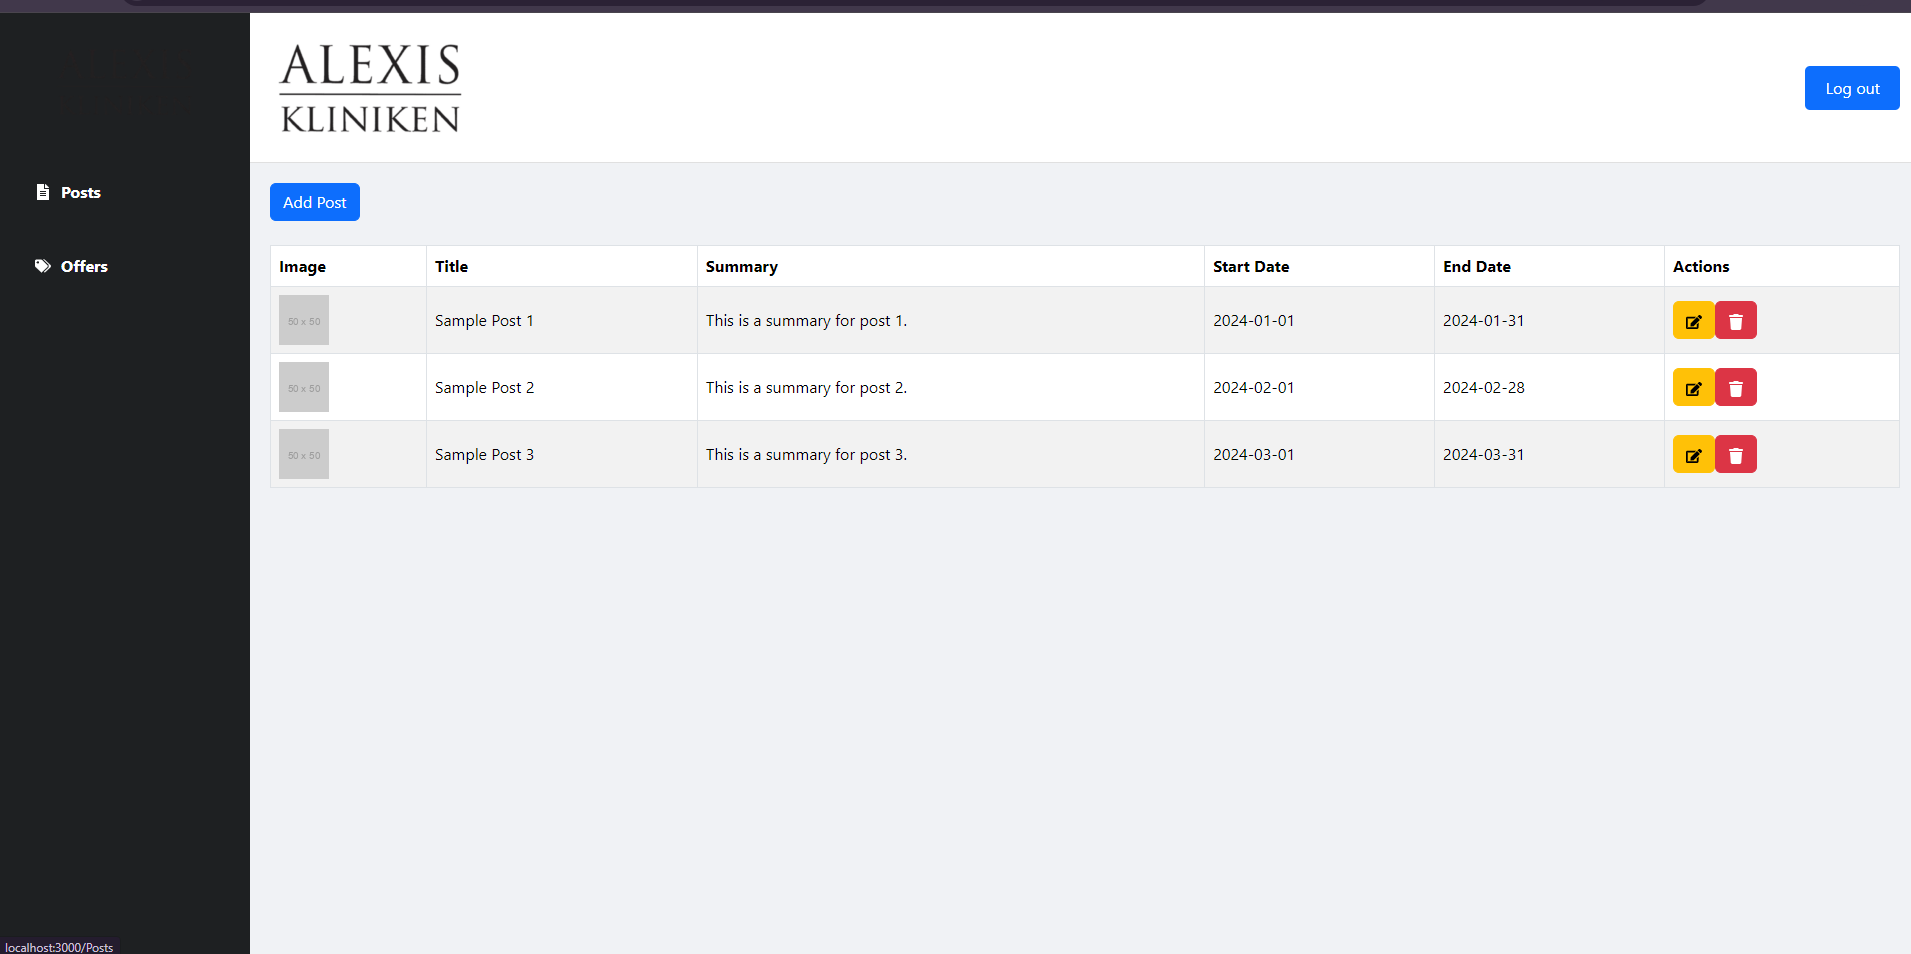 ALEXIS
KLINIKEN
Log out
Posts
Offers
Add Post
Image Title Summary Start Date End Date Actions
50 x 50 Sample Post 1 This is a summary for post 1. 2024-01-01 2024-01-31
50 x 50 Sample Post 2 This is a summary for post 2. 2024-02-01 2024-02-28
50 x 50 Sample Post 3 This is a summary for post 3. 2024-03-01 2024-03-31
localhost:3000/Posts